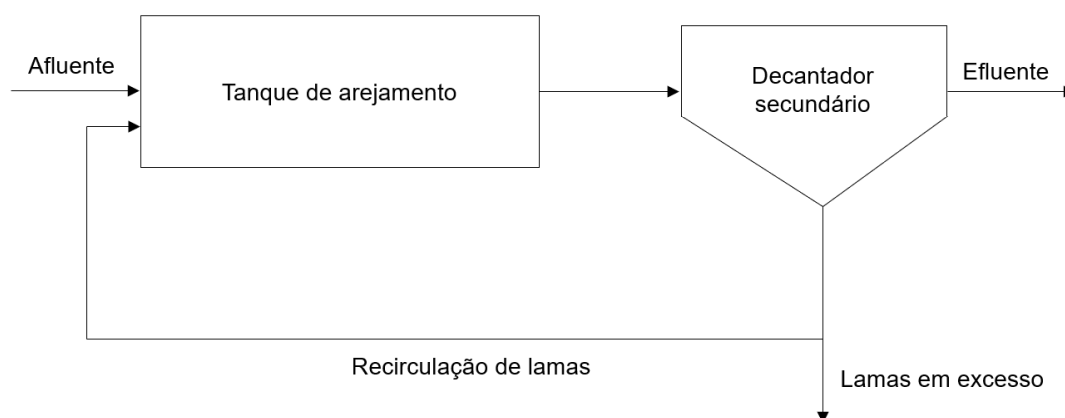 Afluente
Tanque de arejamento
Decantador
secundário
Efluente
Recirculação de lamas
Lamas em excesso